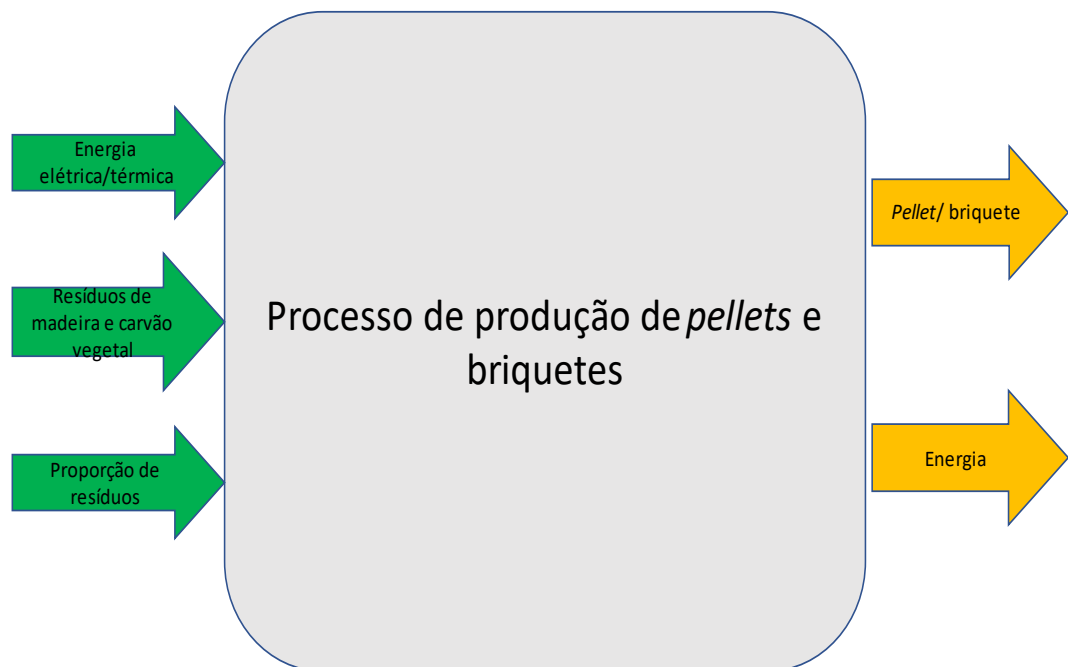 Energia
elétrica/térmica
Resíduos de
madeira e carvão
vegetal
Proporção de
resíduos
Processo de produção de pellets e
briquetes
Pellet/ briquete
Energia